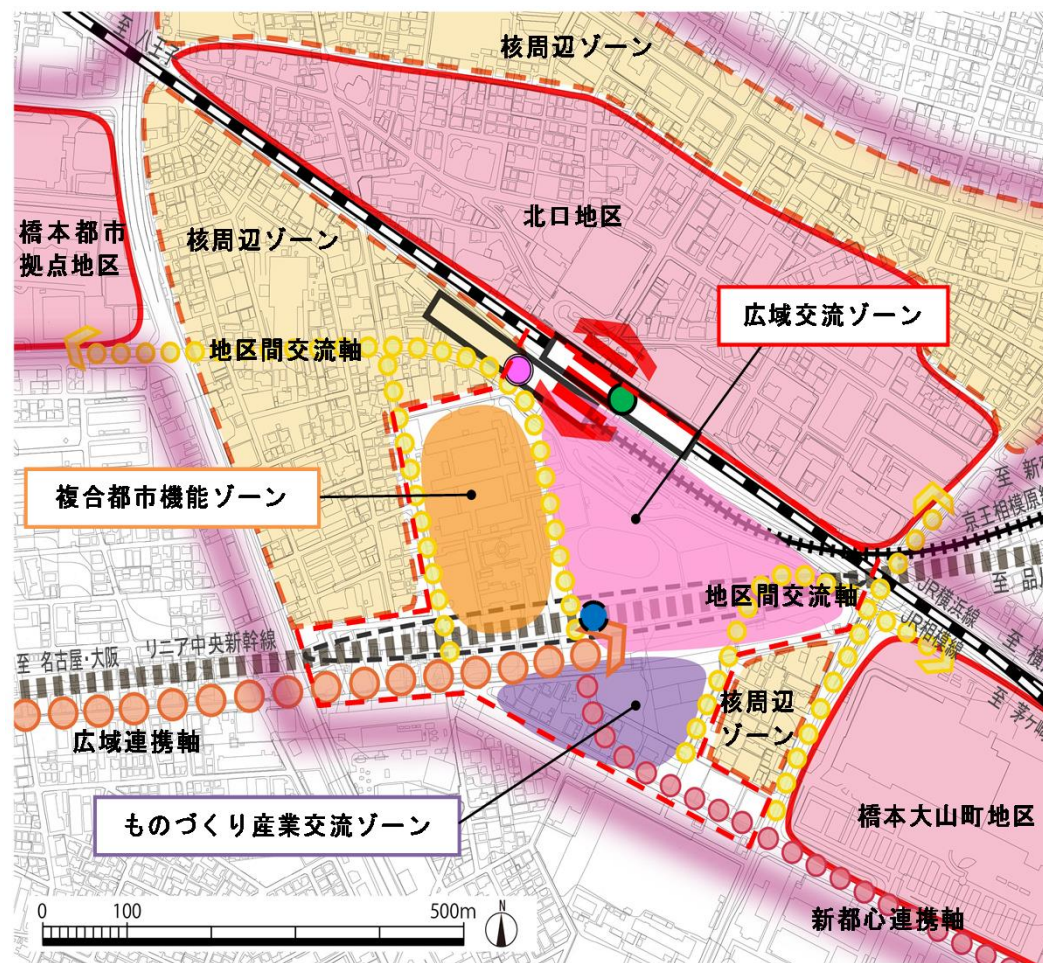 至 八王子
核周辺ゾーン
北口地区
橋本都市
拠点地区
核周辺ゾーン
広域交流ゾーン
地区間交流軸
複合都市機能ゾーン
至 新宿
京王相模原線
至 品川
地区間交流軸
JR横浜線
JR相模線
至 横
至 茅ヶ崎
リニア中央新幹線
至 名古屋・大阪
広域連携軸
核周辺
ゾーン
ものづくり産業交流ゾーン
橋本大山町地区
新都心連携軸
0 100 500m
N